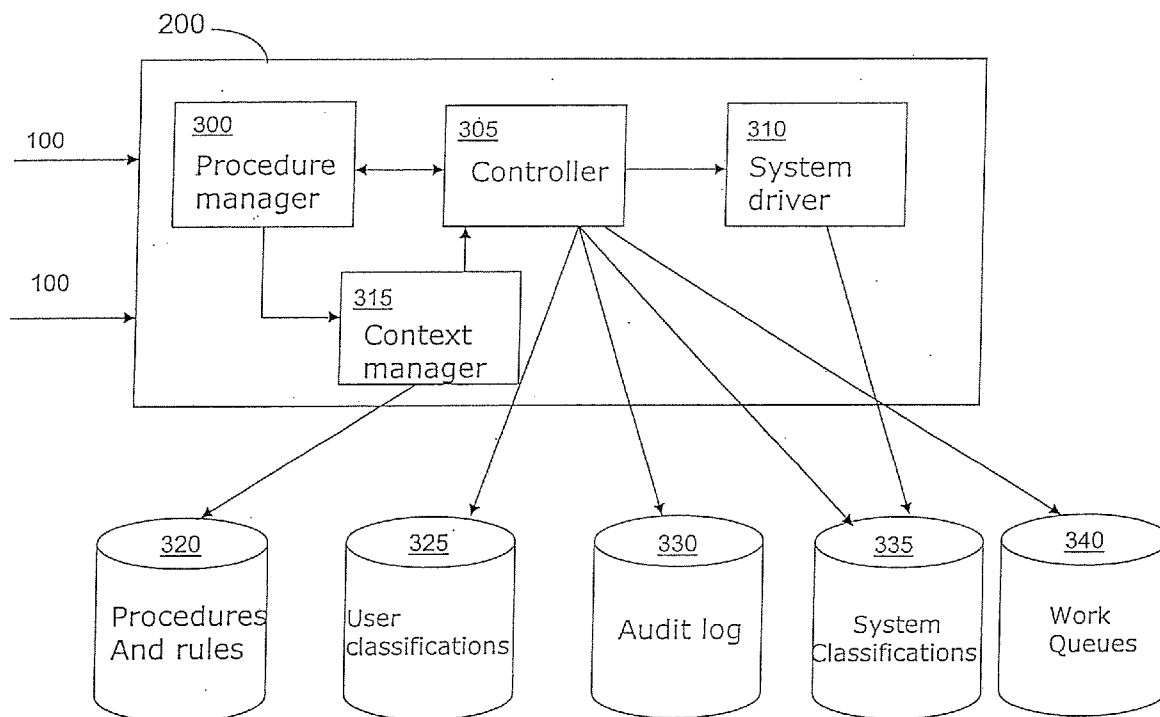 200
100
300
Procedure
manager
305
Controller
310
System
driver
100
315
Context
manager
320
Procedures
And rules
325
User
classifications
330
Audit log
335
System
Classifications
340
Work
Queues